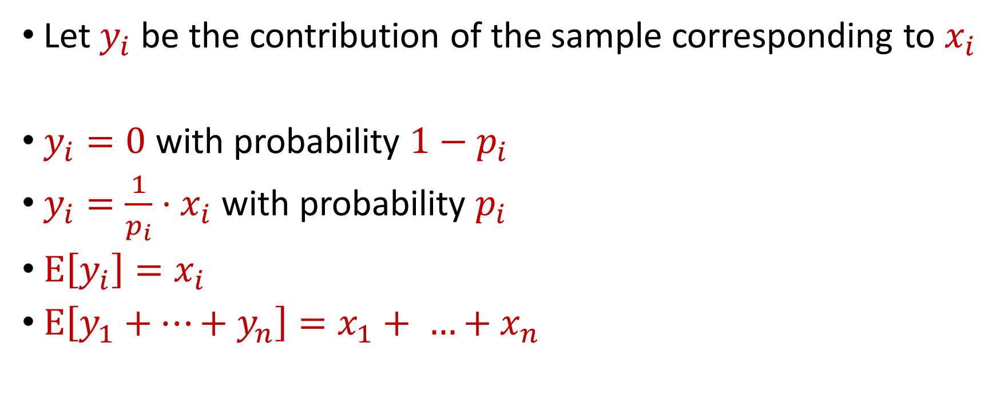 • Let $y_i$ be the contribution of the sample corresponding to $x_i$
• $y_i = 0$ with probability $1 - p_i$
• $y_i = \frac{1}{p_i} \cdot x_i$ with probability $p_i$
• $\mathrm{E}[y_i] = x_i$
• $\mathrm{E}[y_1 + \cdots + y_n] = x_1 + \ldots + x_n$